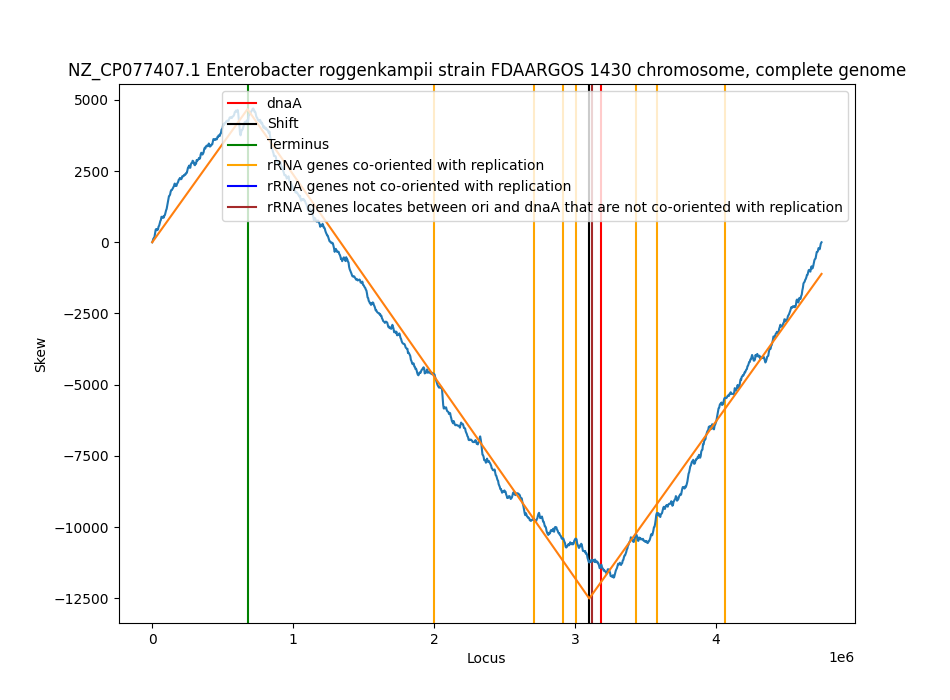 NZ_CP077407.1 Enterobacter roggenkampii strain FDAARGOS 1430 chromosome, complete genome
dnaA
Shift
Terminus
rRNA genes co-oriented with replication
rRNA genes not co-oriented with replication
rRNA genes locates between ori and dnaA that are not co-oriented with replication
5000
2500
0
−2500
−5000
−7500
−10000
−12500
Skew
0 1 2 3 4
1e6
Locus